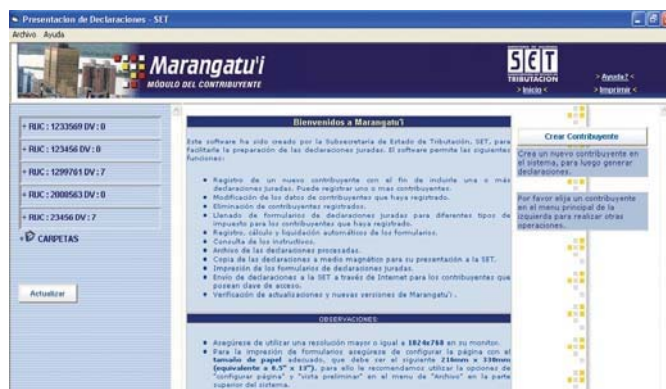 Presentacion de Declaraciones - SET
Archivo Ayuda
Marangatu'i
MÓDULO DEL CONTRIBUYENTE
SET
TRIBUTACION
> Inicio <
> Ayuda? <
> Imprimir <
+ RUC : 1233569 DV : 0
+ RUC : 123456 DV : 0
+ RUC : 1299761 DV : 7
+ RUC : 2000563 DV : 0
+ RUC : 23456 DV : 7
+ CARPETAS
Actualizar
Bienvenidos a Marangatu'i
Este software ha sido creado por la Subsecretaría de Estado de Tributación, SET, para
facilitarle la preparación de las declaraciones juradas. El software permite las siguientes
funciones:
Registro de un nuevo contribuyente con el fin de incluirle una o más
declaraciones juradas. Puede registrar uno o mas contribuyentes.
Modificación de los datos de contribuyentes que haya registrado.
Eliminación de contribuyentes registrados.
Llenado de formularios de declaraciones juradas para diferentes tipos de
impuesto para los contribuyentes que haya registrado.
Registro, cálculo y liquidación automáticos de los formularios.
Consulta de los instructivos.
Archivo de las declaraciones procesadas.
Copia de las declaraciones a medio magnético para su presentación a la SET.
Impresión de los formularios de declaraciones juradas.
Envío de declaraciones a la SET a través de Internet para los contribuyentes que
posean clave de acceso.
Verificación de actualizaciones y nuevas versiones de Marangatu'i .
OBSERVACIONES:
Asegúrese de utilizar una resolución mayor o igual a 1024x768 en su monitor.
Para la impresión de formularios asegúrese de configurar la página con el
tamaño de papel adecuado, que debe ser el siguiente 216mm x 330mm
(equivalente a 8.5" x 13"), para ello le recomendamos utilizar la opciones de
"configurar página" y "vista preliminar" en el menu de "Archivo" en la parte
superior del sistema.
Crear Contribuyente
Crea un nuevo contribuyente en
el sistema, para luego generar
declaraciones.
Por favor elija un contribuyente
en el menú principal de la
izquierda para realizar otras
operaciones.